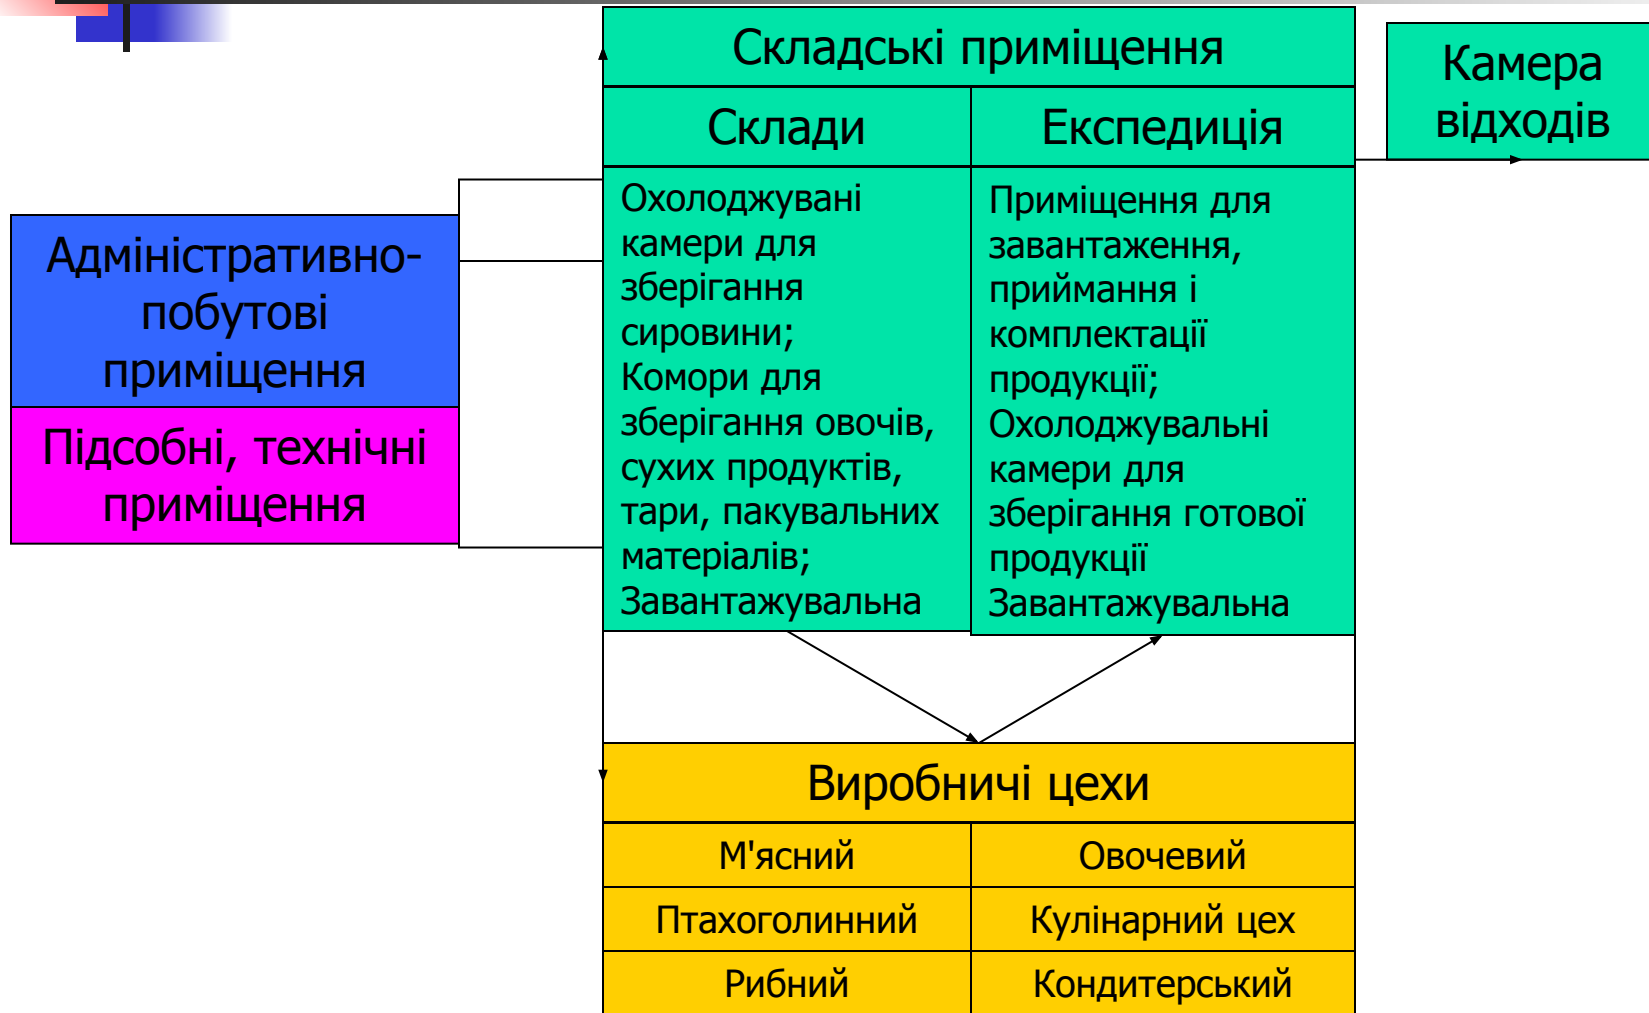 Складські приміщення
Камера
відходів
Склади
Експедиція
Адміністративно-
побутові
приміщення
Підсобні, технічні
приміщення
Охолоджувані
камери для
зберігання
сировини;
Комори для
зберігання овочів,
сухих продуктів,
тари, пакувальних
матеріалів;
Завантажувальна
Приміщення для
завантаження,
приймання і
комплектації
продукції;
Охолоджувальні
камери для
зберігання готової
продукції
Завантажувальна
Виробничі цехи
М'ясний
Овочевий
Птахоголинний
Кулінарний цех
Рибний
Кондитерський